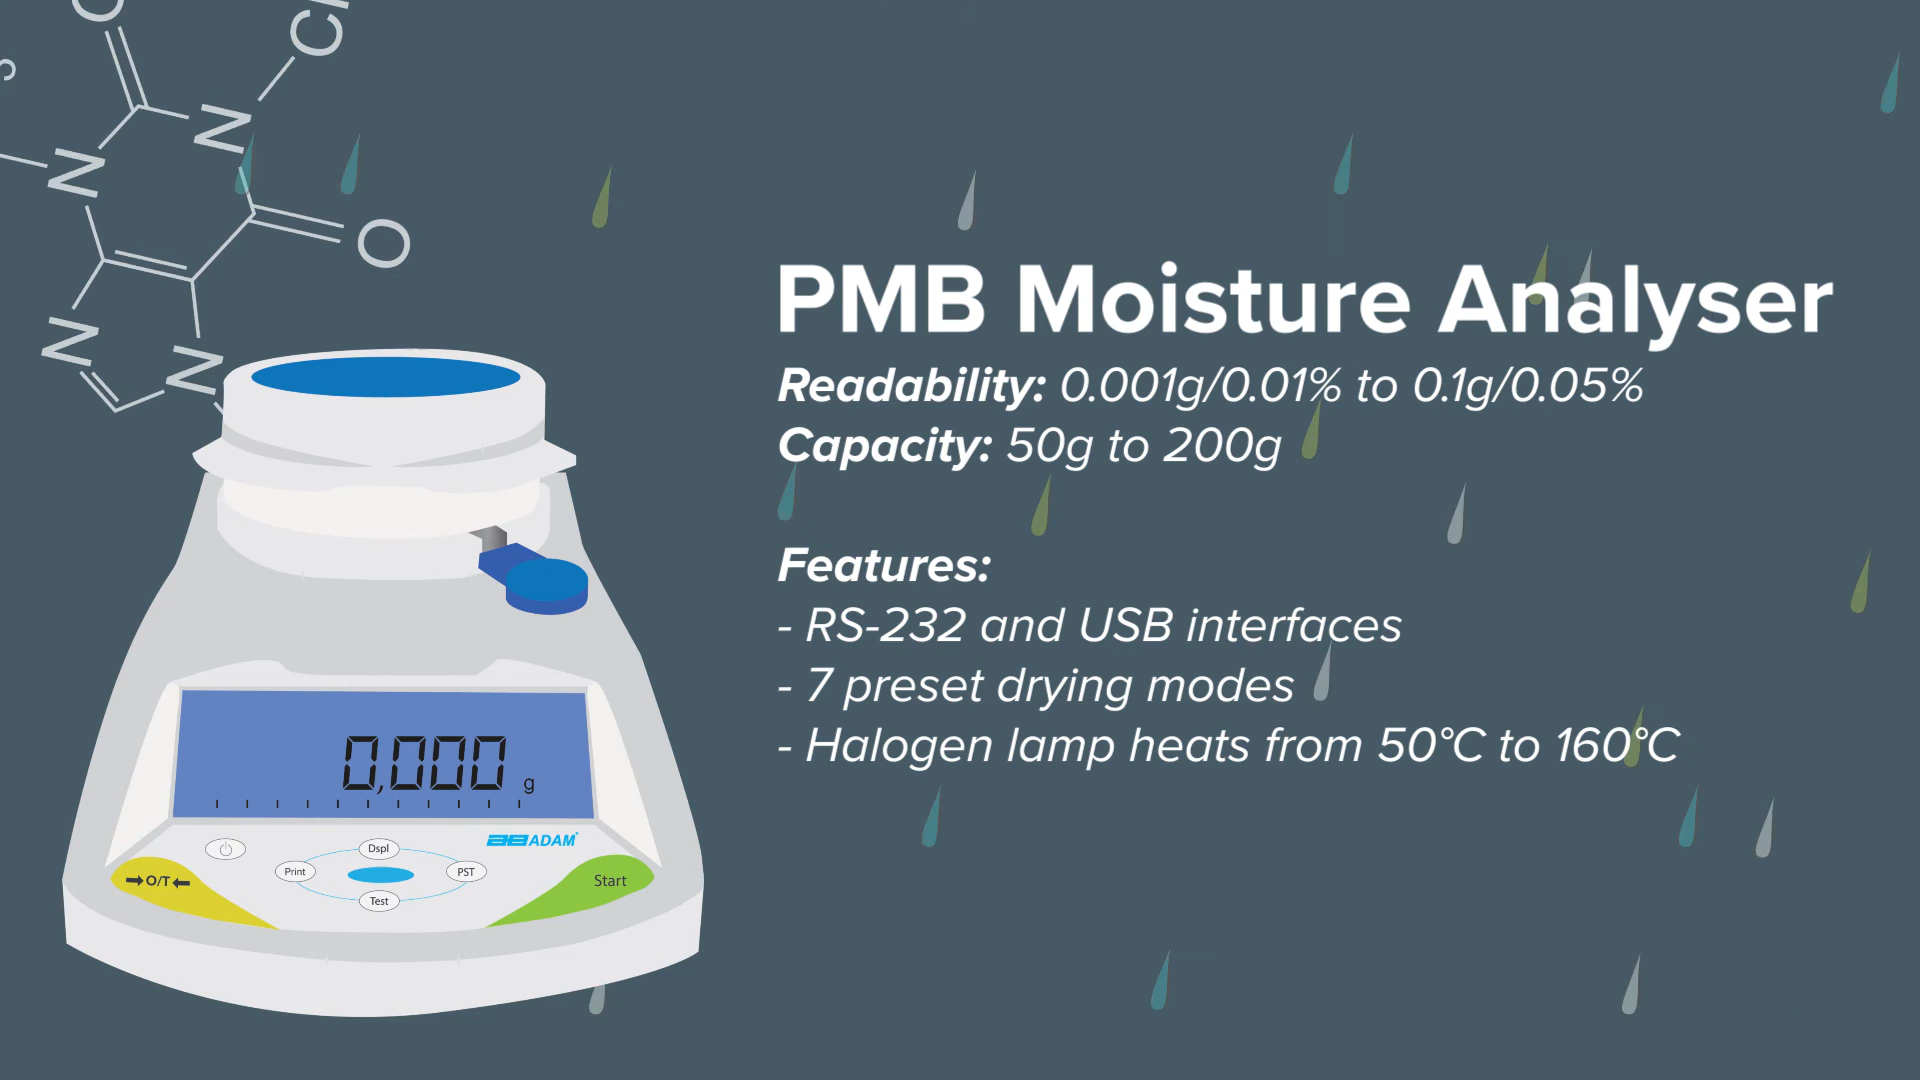 O
CH
3
N
N
O
N
N
PMB Moisture Analyser
Readability: 0.001g/0.01% to 0.1g/0.05%
Capacity: 50g to 200g
Features:
- RS-232 and USB interfaces
- 7 preset drying modes
- Halogen lamp heats from 50°C to 160°C
0,000 g
ADAM
Dspl
Print
PST
Test
O/T
Start